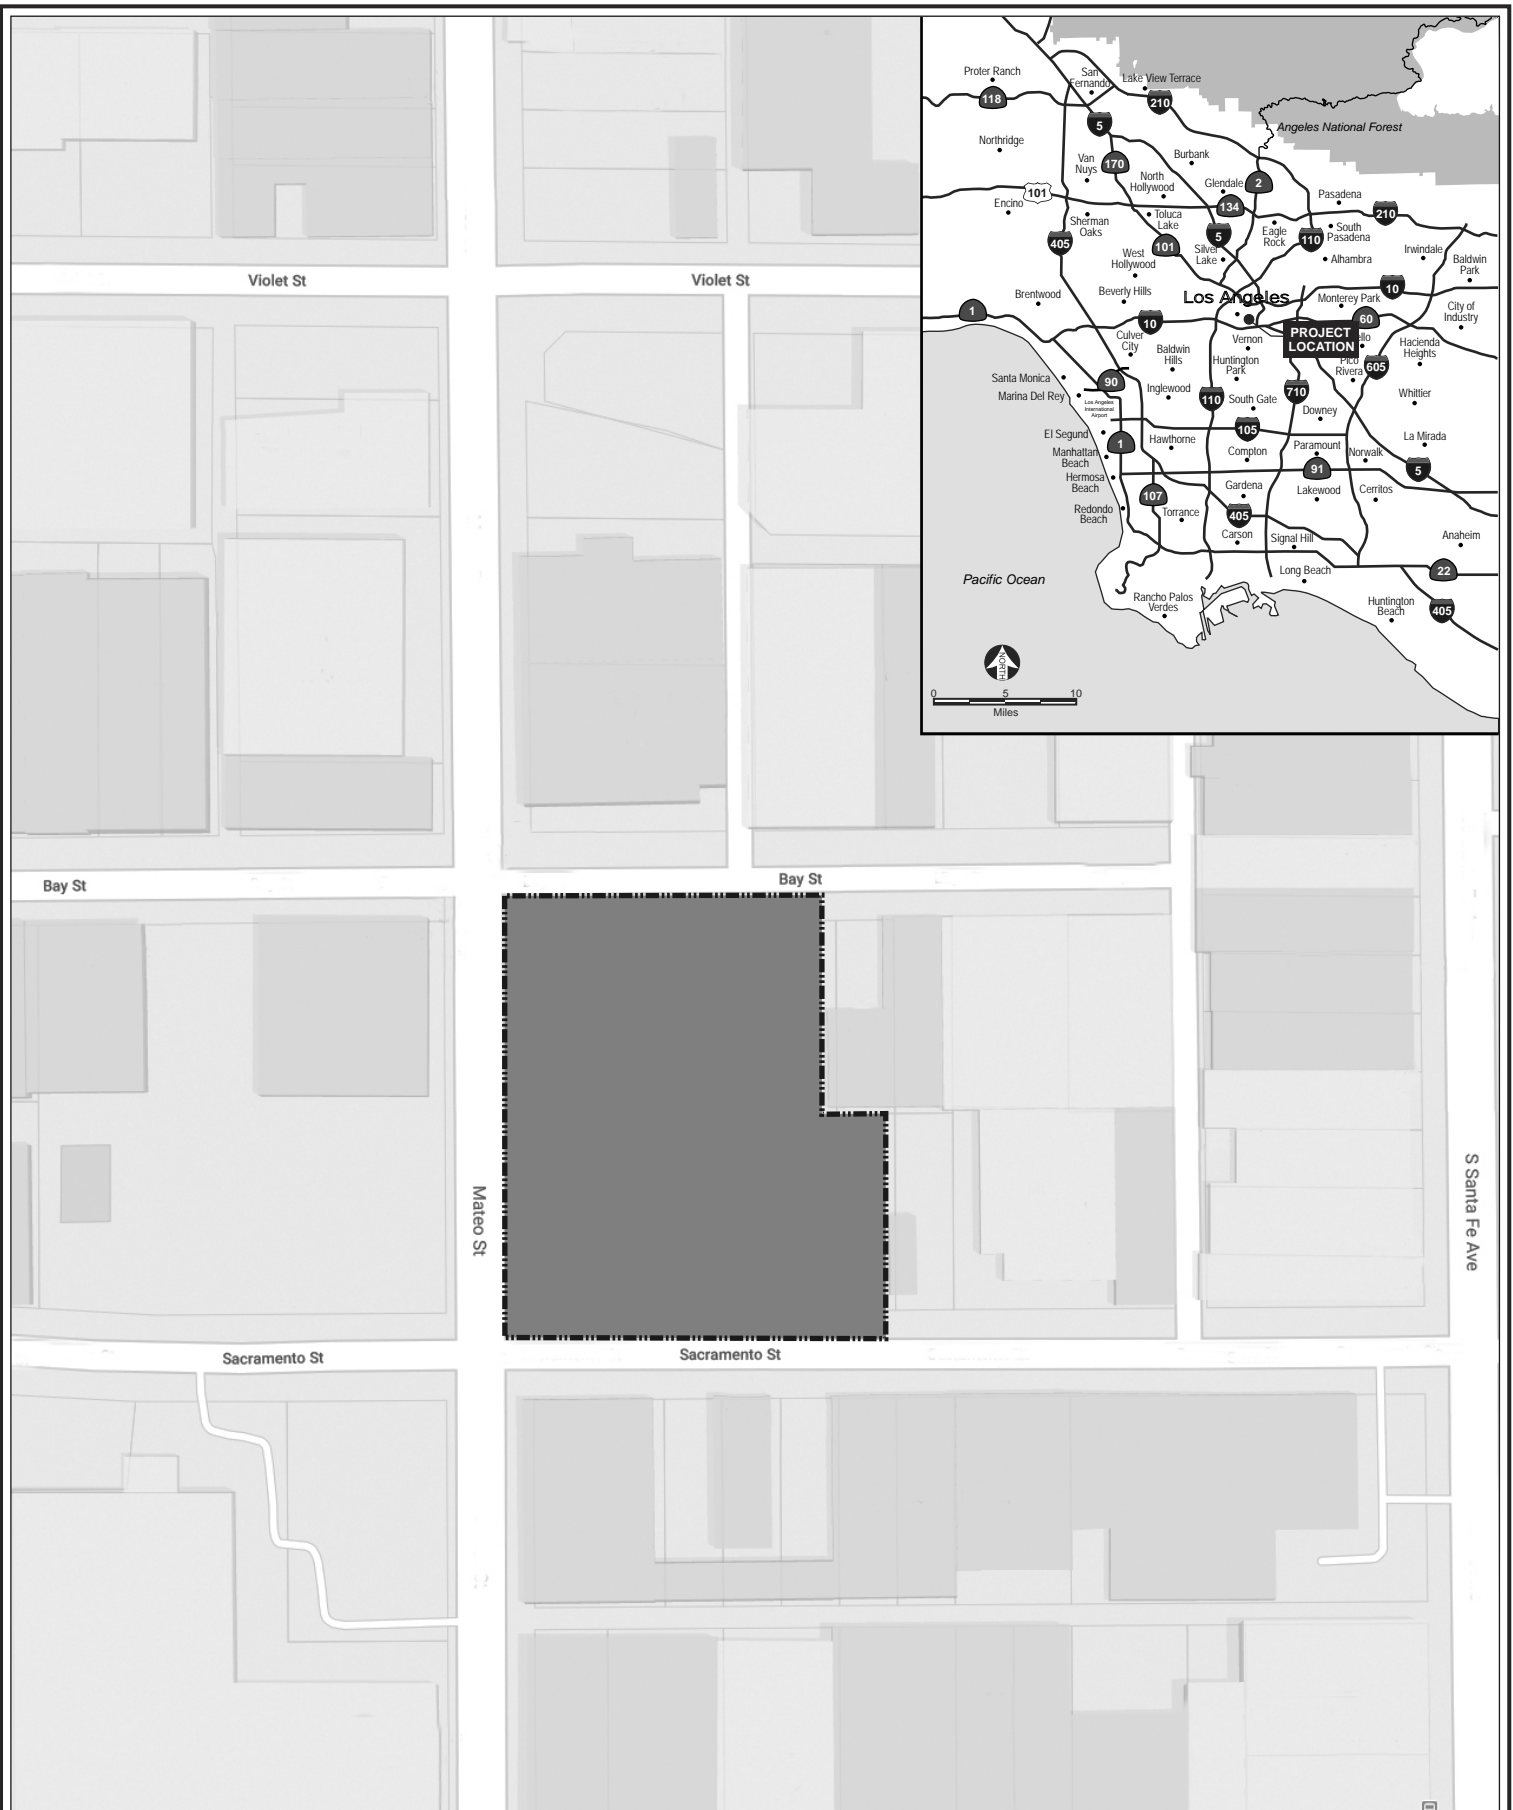 Proter Ranch
San
Fernando
Lake View Terrace
118
210
5
Angeles National Forest
Northridge
Van
Nuys
170
Burbank
North
Hollywood
Glendale
2
101
Encino
134
Pasadena
210
Sherman
Oaks
Toluca
Lake
405
101
5
Eagle
Rock
110
South
Pasadena
Silver
Lake
West
Hollywood
Alhambra
Irwindale
Baldwin
Park
Violet St
Violet St
Brentwood
Beverly Hills
Los Angeles
Monterey Park
10
City of
Industry
1
10
60
PROJECT
LOCATION
Culver
City
Baldwin
Hills
Vernon
Huntington
Park
ello
Pico
Rivera
605
Hacienda
Heights
Santa Monica
90
Marina Del Rey
Inglewood
110
710
South Gate
Whittier
Los Angeles
International
Airport
Downey
El Segund
1
Hawthorne
105
Compton
Paramount
Norwalk
La Mirada
Manhattan
Beach
Hermosa
Beach
91
5
107
Gardena
Lakewood
Cerritos
Redondo
Beach
Torrance
405
Carson
Signal Hill
Anaheim
Long Beach
22
Pacific Ocean
Rancho Palos
Verdes
Huntington
Beach
405
NORTH
0 5 10
Miles
Bay St
Bay St
Mateo St
S Santa Fe Ave
Sacramento St
Sacramento St